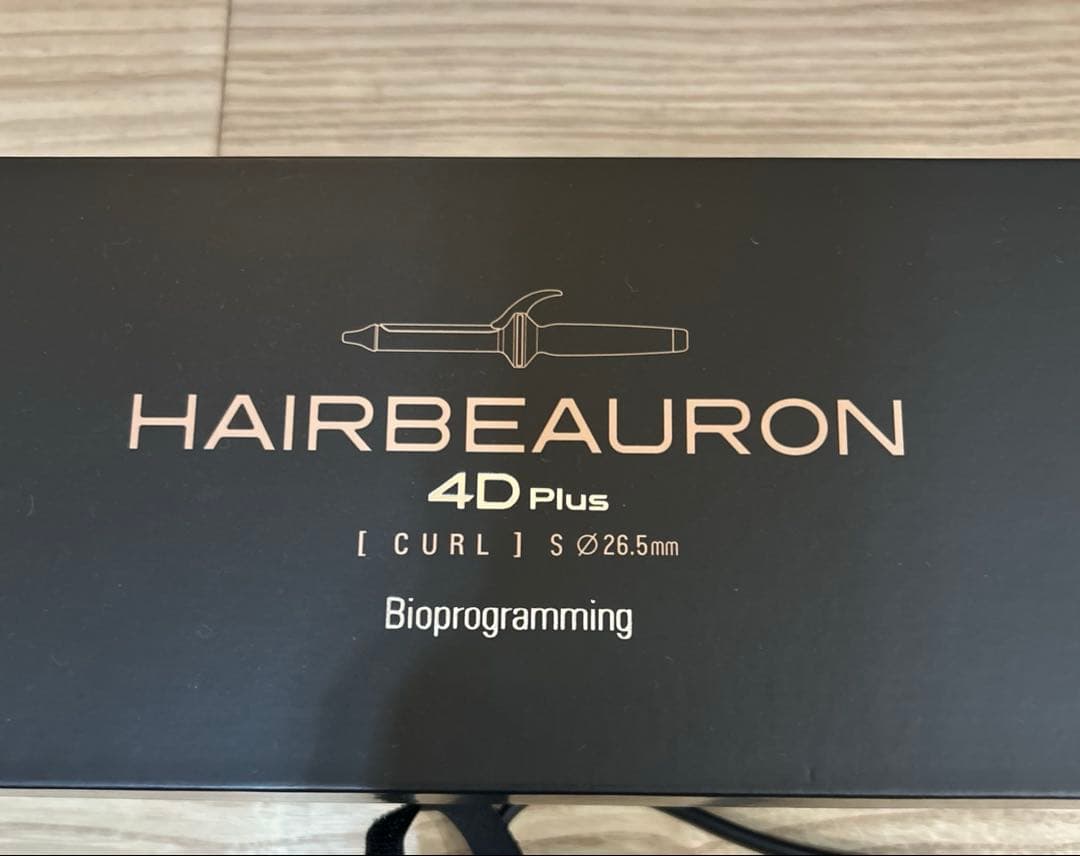 HAIRBEAURON
4D Plus
[ CURL ] S Ø26.5mm
Bioprogramming